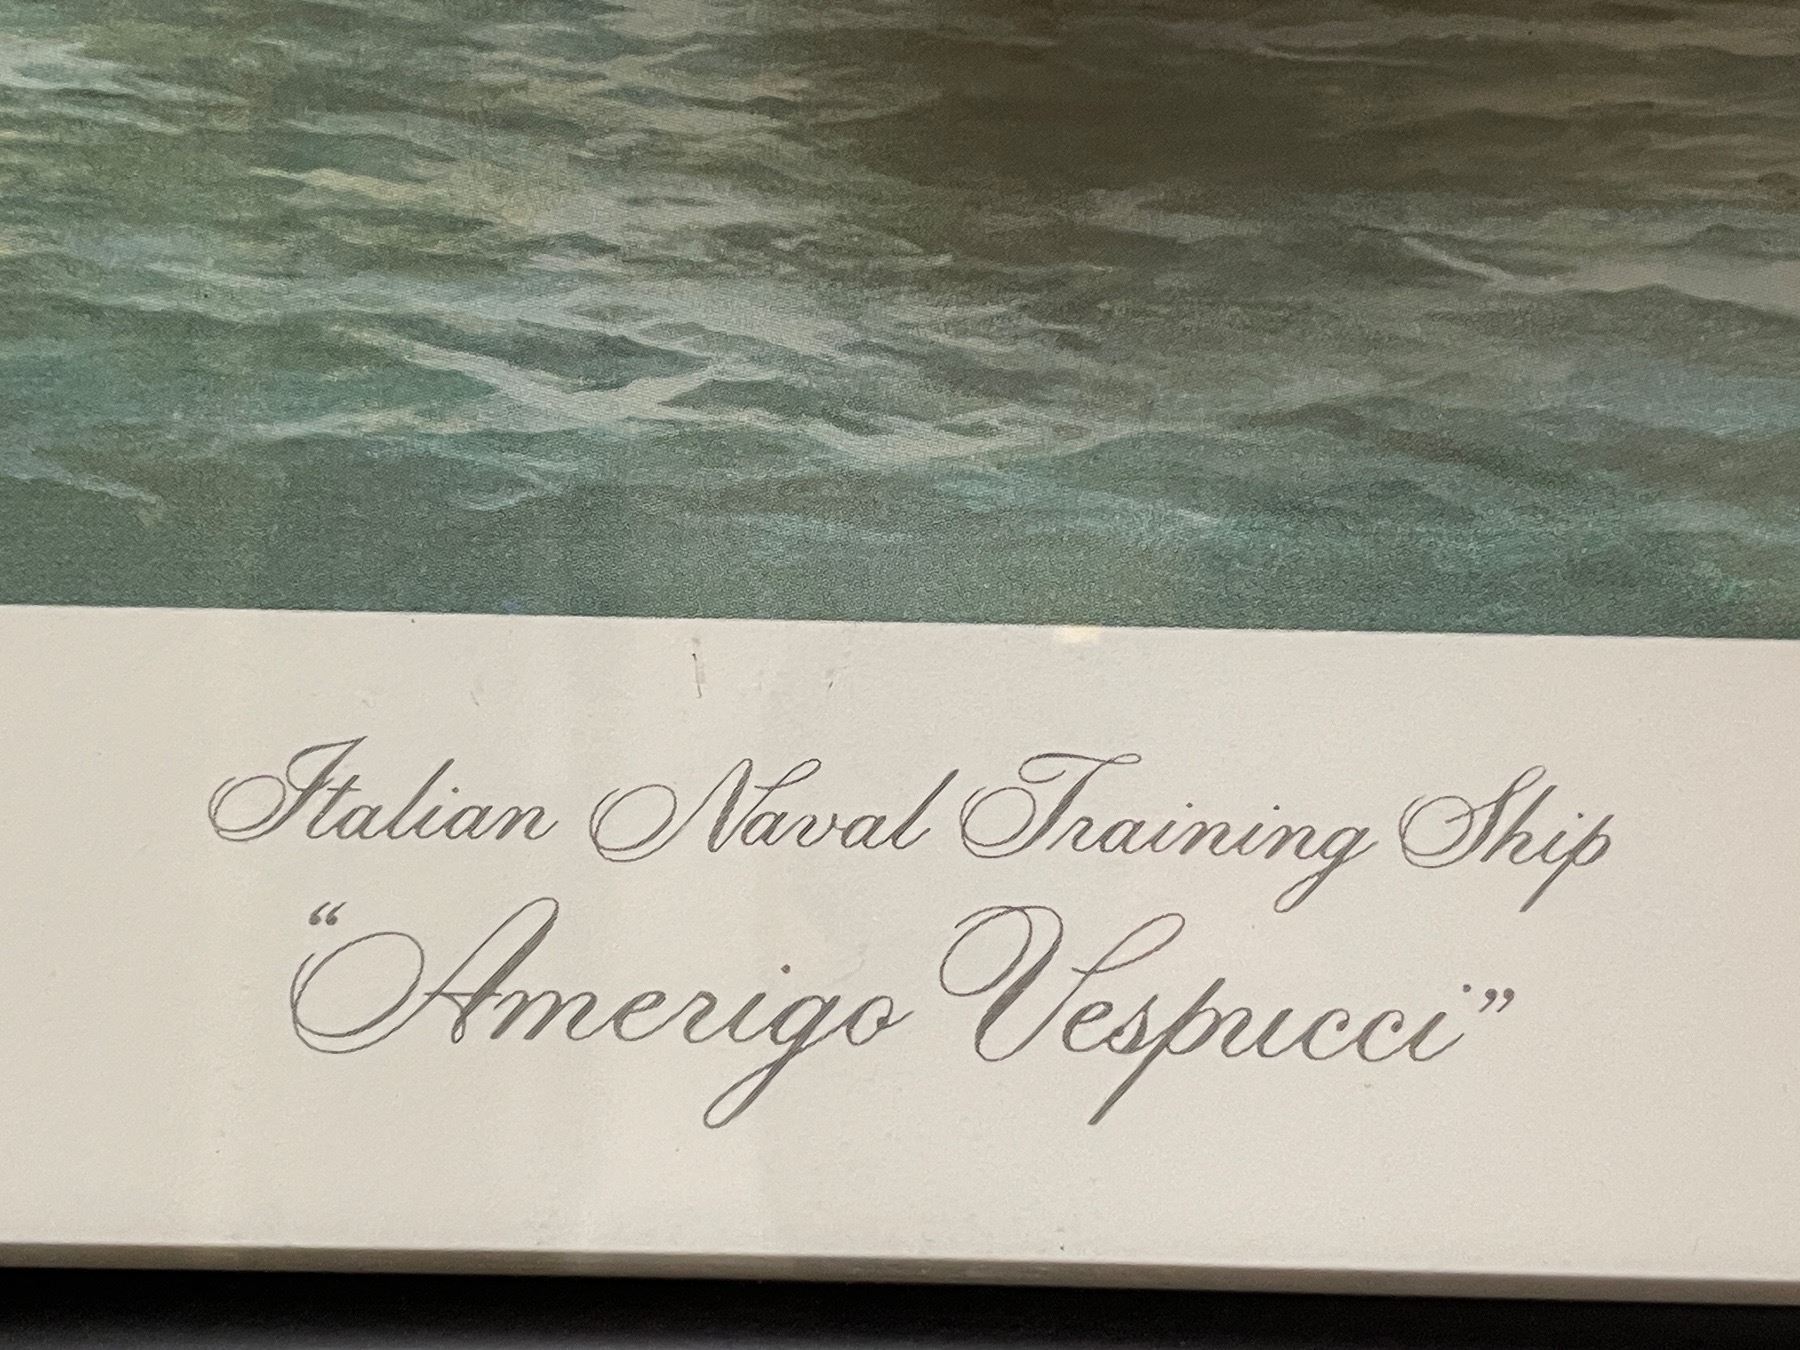 Italian Naval Training Ship
“Amerigo Vespucci”